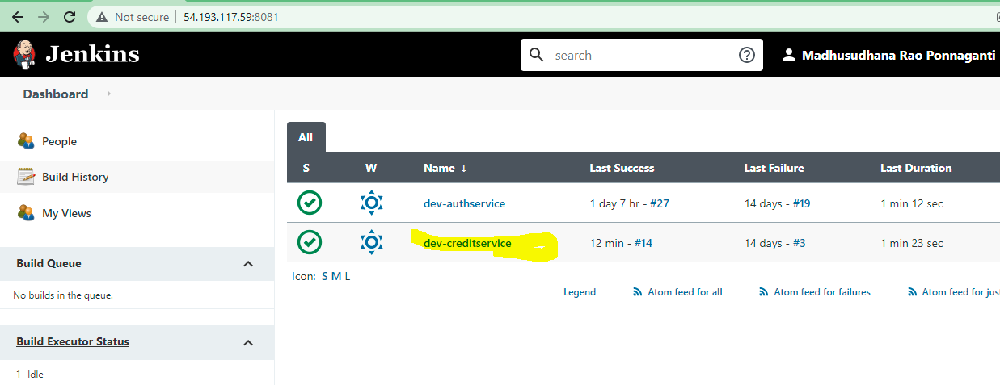 Not secure 54.193.117.59:8081
Jenkins
search
Madhusudhana Rao Ponnaganti
Dashboard
People
Build History
My Views
Build Queue
No builds in the queue.
Build Executor Status
1 Idle
All
S W Name ↓ Last Success Last Failure Last Duration
dev-authservice 1 day 7 hr - #27 14 days - #19 1 min 12 sec
dev-creditservice 12 min - #14 14 days - #3 1 min 23 sec
Icon: S M L
Legend Atom feed for all Atom feed for failures Atom feed for just